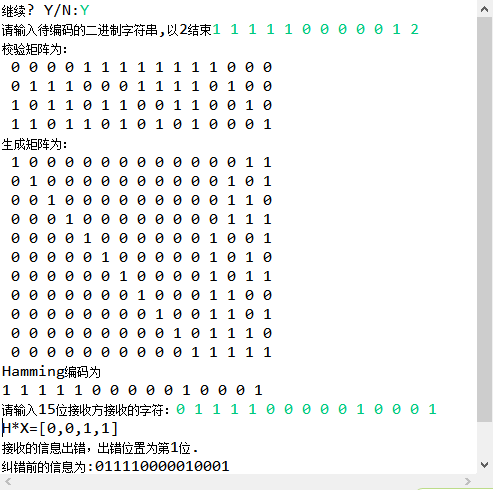 继续? Y/N:Y
请输入待编码的二进制字符串,以2结束1 1 1 1 1 0 0 0 0 0 1 2
校验矩阵为:
0 0 0 0 1 1 1 1 1 1 1 1 0 0 0
0 1 1 1 0 0 0 1 1 1 1 0 1 0 0
1 0 1 1 0 1 1 0 0 1 1 0 0 1 0
1 1 0 1 1 0 1 0 1 0 1 0 0 0 1
生成矩阵为:
1 0 0 0 0 0 0 0 0 0 0 0 0 1 1
0 1 0 0 0 0 0 0 0 0 0 0 1 0 1
0 0 1 0 0 0 0 0 0 0 0 0 1 1 0
0 0 0 1 0 0 0 0 0 0 0 0 1 1 1
0 0 0 0 1 0 0 0 0 0 0 1 0 0 1
0 0 0 0 0 1 0 0 0 0 0 1 0 1 0
0 0 0 0 0 0 1 0 0 0 0 1 0 1 1
0 0 0 0 0 0 0 1 0 0 0 1 1 0 0
0 0 0 0 0 0 0 0 1 0 0 1 1 0 1
0 0 0 0 0 0 0 0 0 1 0 1 1 1 0
0 0 0 0 0 0 0 0 0 0 1 1 1 1 1
Hamming编码为
1 1 1 1 1 0 0 0 0 0 1 0 0 0 1
请输入15位接收方接收的字符: 0 1 1 1 1 0 0 0 0 0 1 0 0 0 1
H*X=[0,0,1,1]
接收的信息出错，出错位置为第1位.
纠错前的信息为:011110000010001